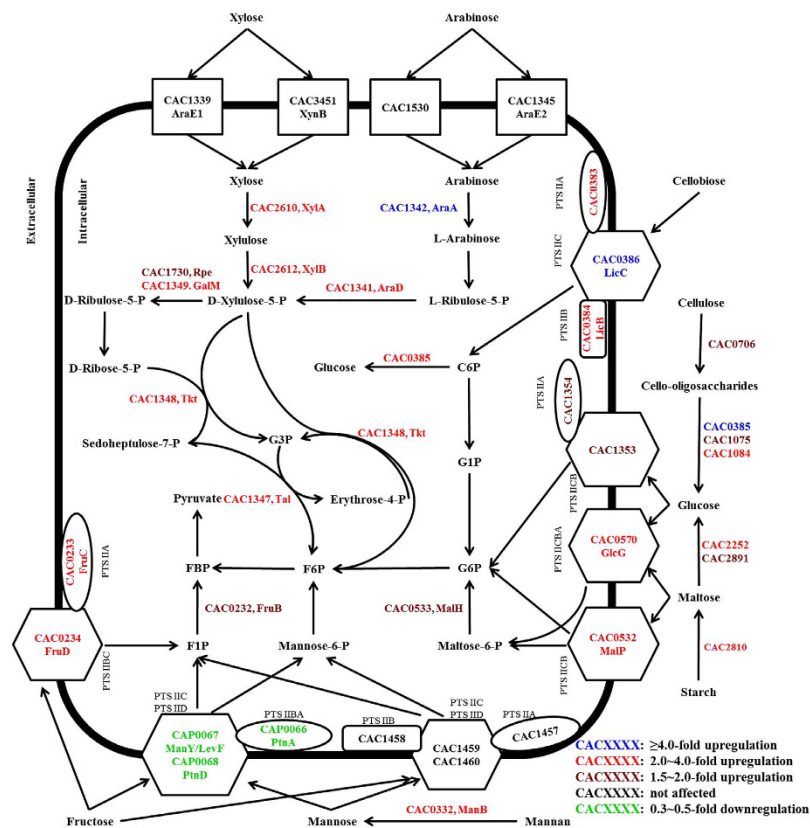 Xylose
Arabinose
CAC1339
AraE1
CAC3451
XynB
CAC1530
CAC1345
AraE2
Extracellular
Intracellular
Xylose
Arabinose
PTS IIA
CAC0383
Cellobiose
CAC2610, XylA
CAC1342, AraA
Xylulose
L-Arabinose
PTS IIC
CAC0386
LicC
CAC1730, Rpe
CAC1349. GalM
CAC2612, XylB
CAC1341, AraD
D-Ribulose-5-P
D-Xylulose-5-P
L-Ribulose-5-P
PTS IIB
CAC0384
LicB
Cellulose
CAC0706
Glucose
CAC0385
C6P
D-Ribose-5-P
Cello-oligosaccharides
CAC1348, Tkt
PTS IIA
CAC1354
CAC0385
CAC1075
CAC1084
Sedoheptulose-7-P
G3P
CAC1348, Tkt
G1P
CAC1353
PTS IICB
Pyruvate
CAC1347, Tal
Erythrose-4-P
Glucose
PTS IICBA
CAC0570
GlcG
CAC2252
CAC2891
CAC0233
FruC
PTS IIA
FBP
F6P
G6P
Maltose
CAC0232, FruB
CAC0533, MalH
CAC0234
FruD
PTS IIBC
F1P
Mannose-6-P
Maltose-6-P
CAC0532
MalP
PTS IICB
CAC2810
Starch
PTS IIC
PTS IID
PTS IIBA
CAP0066
PtnA
PTS IIB
CAC1458
PTS IIC
PTS IID
PTS IIA
CAC1457
CAP0067
ManY/LevF
CAP0068
PtnD
CAC1459
CAC1460
CACXXXX: ≥4.0-fold upregulation
CACXXXX: 2.0~4.0-fold upregulation
CACXXXX: 1.5~2.0-fold upregulation
CACXXXX: not affected
CACXXXX: 0.3~0.5-fold downregulation
Fructose
Mannose
CAC0332, ManB
Mannan